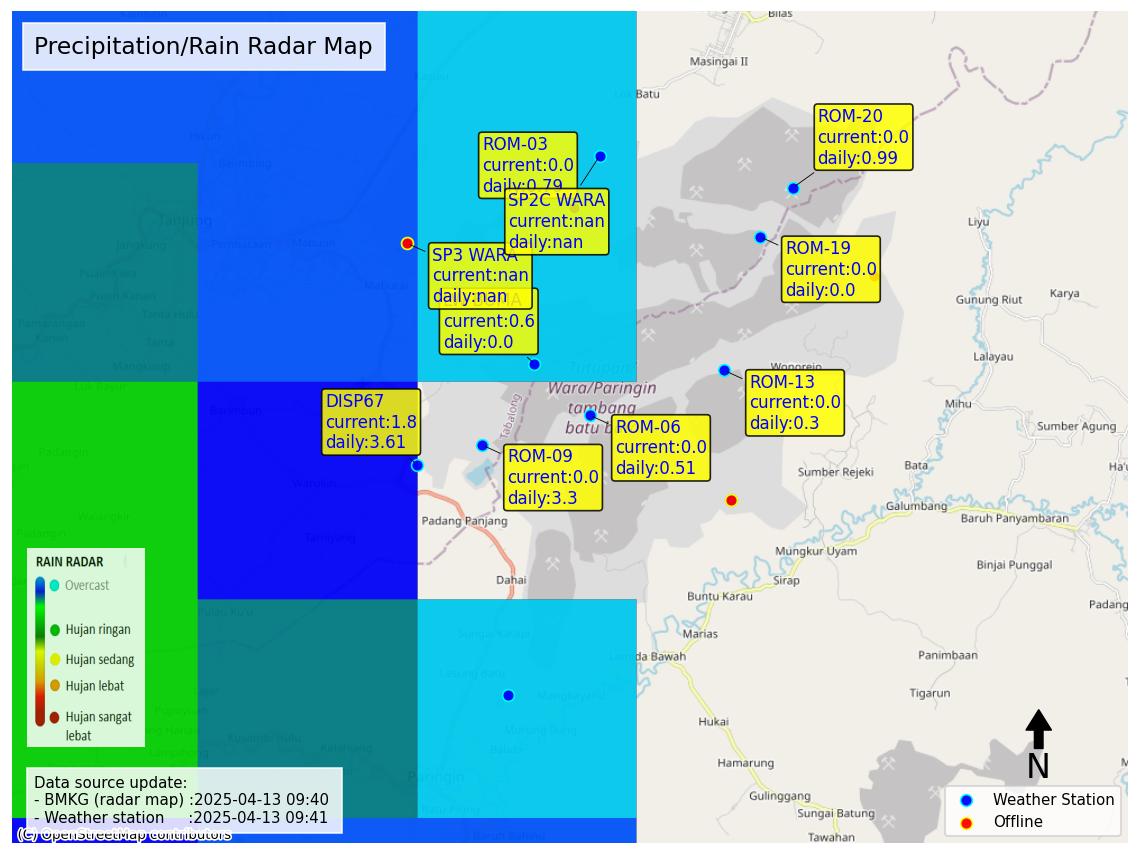 Precipitation/Rain Radar Map
Bilas
Masingai II
Batu
ROM-20
current:0.0
daily:0.99
ROM-03
current:0.0
daily:0.79
SP2C WARA
current:nan
daily:nan
Tanjung
Liyu
SP3 WARA
current:nan
daily:nan
ROM-19
current:0.0
daily:0.0
Gunung Riut
Karya
current:0.6
daily:0.0
Lalayau
Wonorejo
Tutupan/
Wara/Paringin
tambang
batu
Tabalong
ROM-13
current:0.0
daily:0.3
Mihu
DISP67
current:1.8
daily:3.61
ROM-06
current:0.0
daily:0.51
Sumber Agung
ROM-09
current:0.0
daily:3.3
Sumber Rejeki
Bata
Galumbang
Baruh Panyambaran
Padang Panjang
Mungkur Uyam
Binjai Punggal
Dahai
Sirap
Buntu Karau
Padang
Marias
Panimbaan
Bawah
Tigarun
RAIN RADAR
Overcast
Hujan ringan
Hujan sedang
Hujan lebat
Hujan sangat
lebat
Mangkayahu
Murung Ilung
Balida
Paringin
Hukai
Hamarung
Gulinggang
Sungai Batung
Tawahan
N
Data source update:
- BMKG (radar map) :2025-04-13 09:40
- Weather station :2025-04-13 09:41
(C) OpenStreetMap contributors
Weather Station
Offline